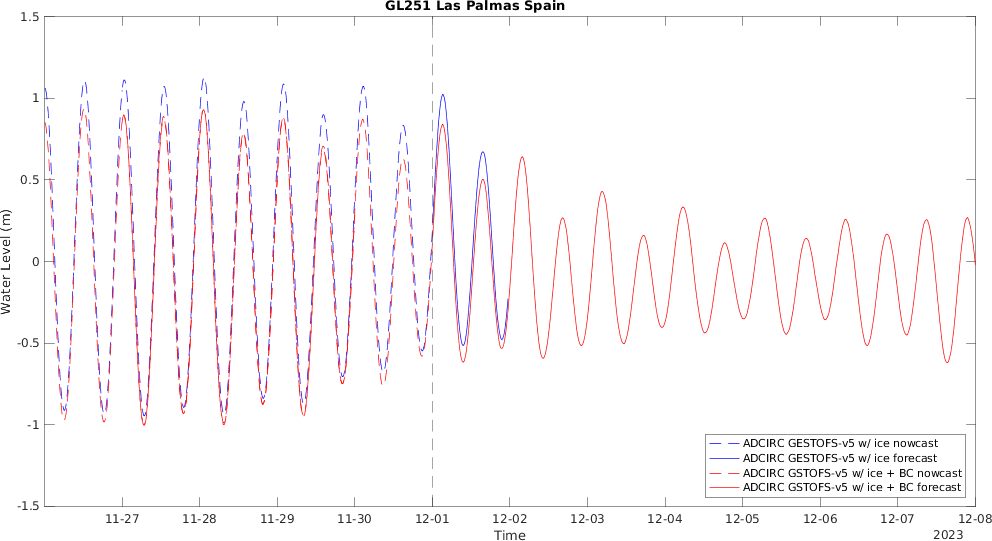 GL251 Las Palmas Spain
1.5
1
0.5
0
-0.5
-1
-1.5
Water Level (m)
11-27 11-28 11-29 11-30 12-01 12-02 12-03 12-04 12-05 12-06 12-07 12-08
Time
2023
ADCIRC GESTOFS-v5 w/ ice nowcast
ADCIRC GESTOFS-v5 w/ ice forecast
ADCIRC GSTOFS-v5 w/ ice + BC nowcast
ADCIRC GSTOFS-v5 w/ ice + BC forecast